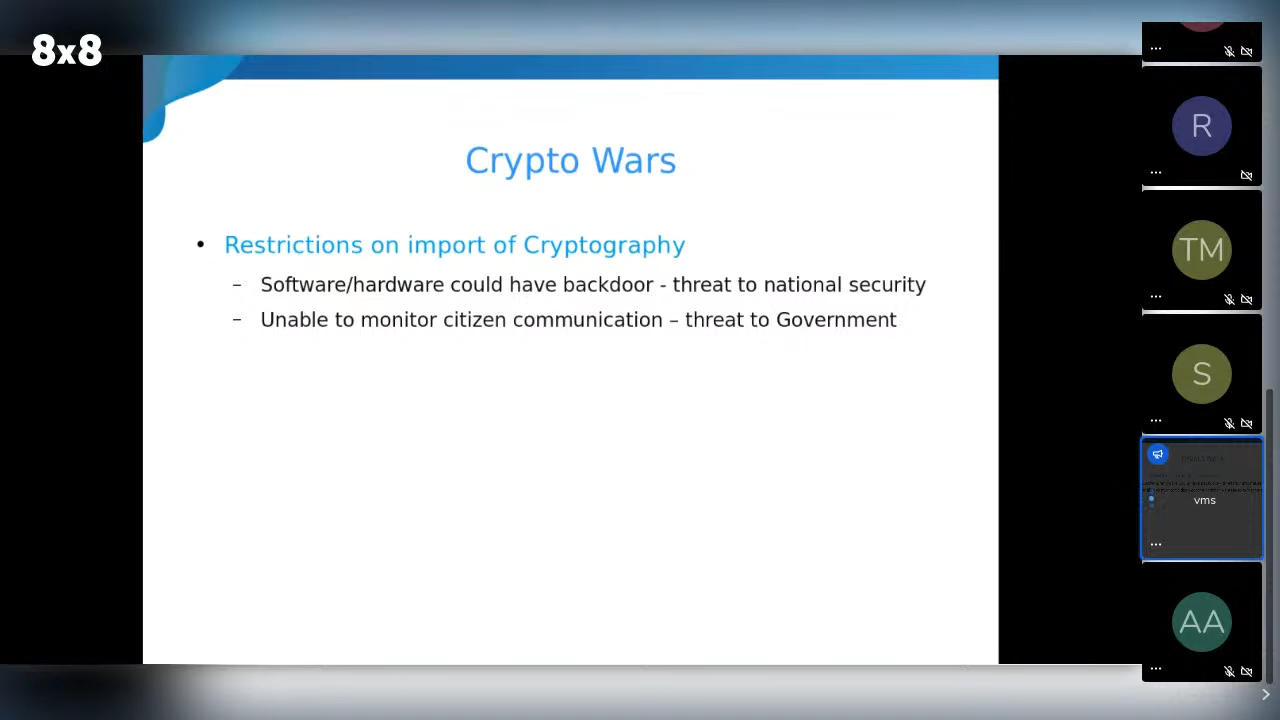 8x8
Crypto Wars
• Restrictions on import of Cryptography
– Software/hardware could have backdoor - threat to national security
– Unable to monitor citizen communication – threat to Government
R
TM
S
vms
AA